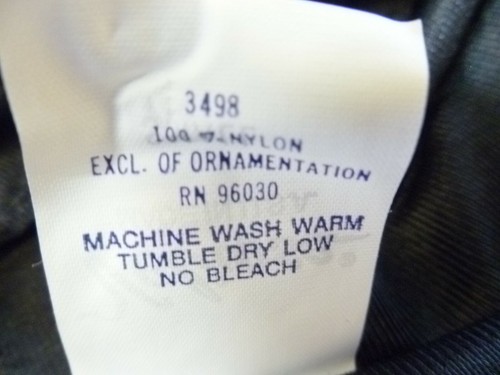 3498
100% NYLON
EXCL. OF ORNAMENTATION
RN 96030
MACHINE WASH WARM
TUMBLE DRY LOW
NO BLEACH